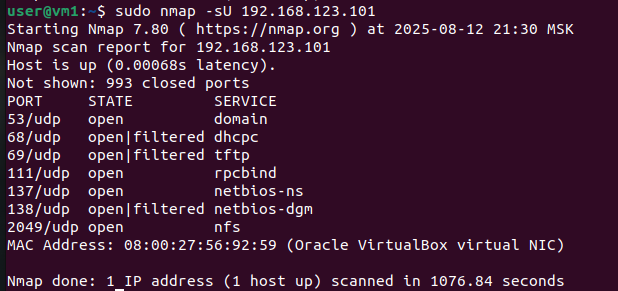 user@vm1:~$ sudo nmap -sU 192.168.123.101
Starting Nmap 7.80 ( https://nmap.org ) at 2025-08-12 21:30 MSK
Nmap scan report for 192.168.123.101
Host is up (0.00068s latency).
Not shown: 993 closed ports
PORT     STATE         SERVICE
53/udp   open          domain
68/udp   open|filtered dhcpc
69/udp   open|filtered tftp
111/udp  open          rpcbind
137/udp  open          netbios-ns
138/udp  open|filtered netbios-dgm
2049/udp open          nfs
MAC Address: 08:00:27:56:92:59 (Oracle VirtualBox virtual NIC)
Nmap done: 1 IP address (1 host up) scanned in 1076.84 seconds